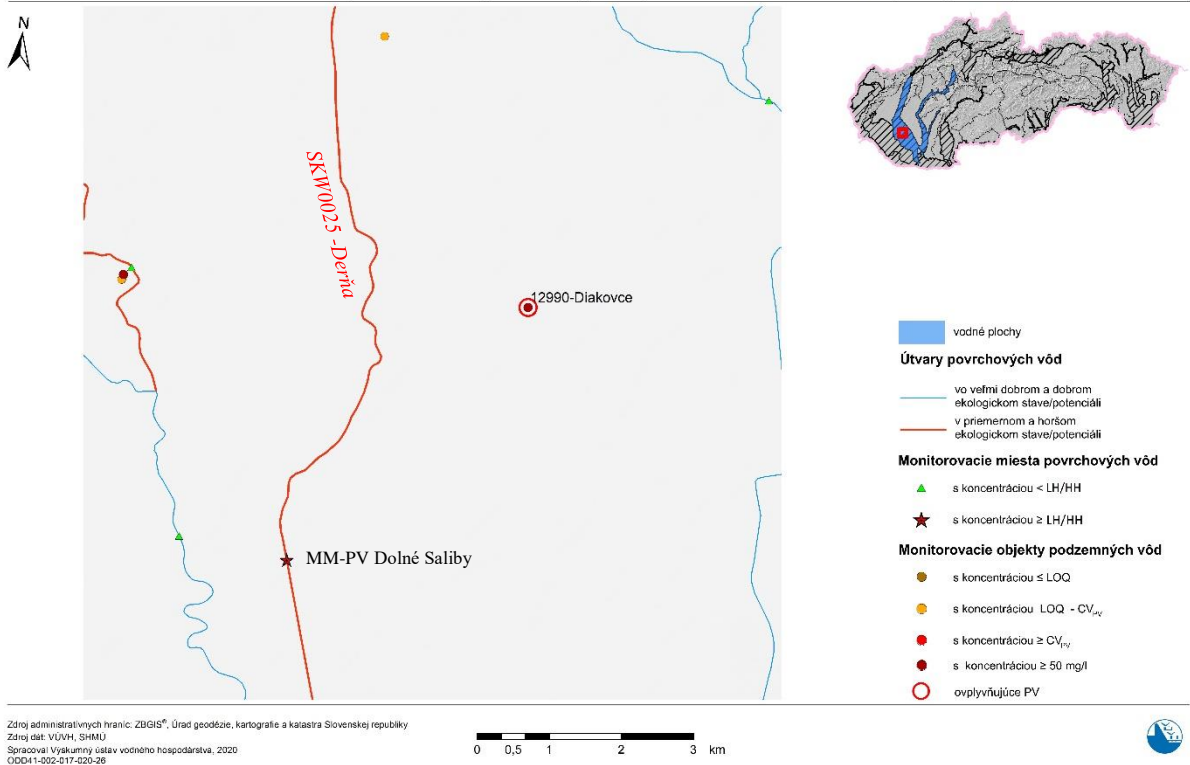 N
SKW0025 -Derňa
12990-Diakovce
MM-PV Dolné Saliby
vodné plochy
Útvary povrchových vôd
vo veľmi dobrom a dobrom
ekologickom stave/potenciáli
v priemernom a horšom
ekologickom stave/potenciáli
Monitorovacie miesta povrchových vôd
s koncentráciou < LH/HH
s koncentráciou ≥ LH/HH
Monitorovacie objekty podzemných vôd
s koncentráciou ≤ LOQ
s koncentráciou LOQ - CVPV
s koncentráciou ≥ CVPV
s koncentráciou ≥ 50 mg/l
ovplyvňujúce PV
Zdroj administratívnych hraníc: ZBGIS®, Úrad geodézie, kartografie a katastra Slovenskej republiky
Zdroj dát: VÚVH, SHMÚ
Spracoval Výskumný ústav vodného hospodárstva, 2020
ODD41-002-017-020-26
0 0,5 1 2 3 km